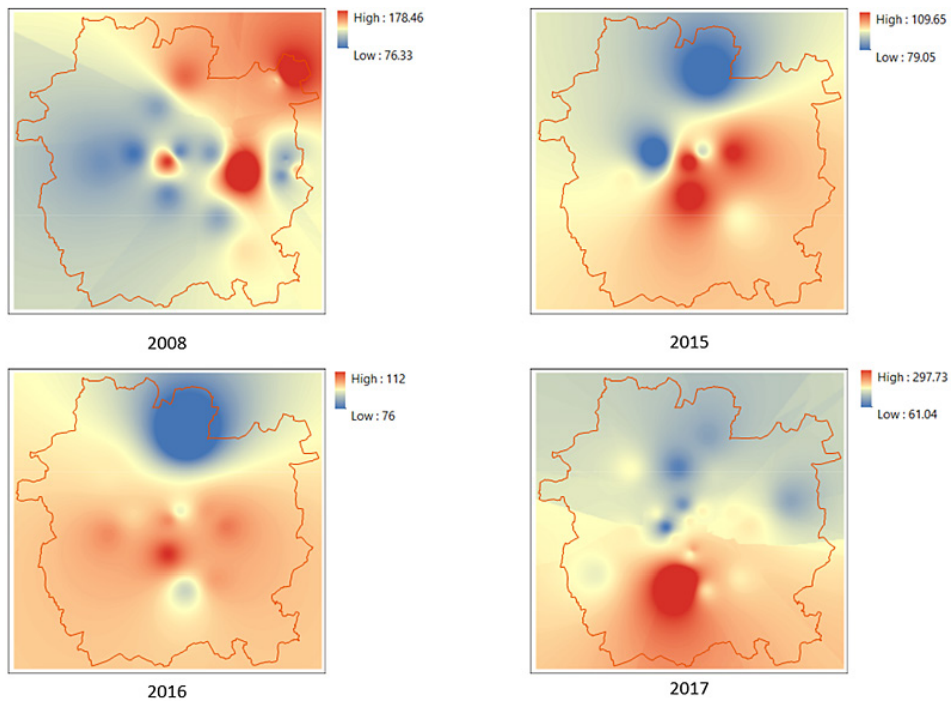 High : 178.46
Low : 76.33
2008
High : 109.65
Low : 79.05
2015
High : 112
Low : 76
2016
High : 297.73
Low : 61.04
2017